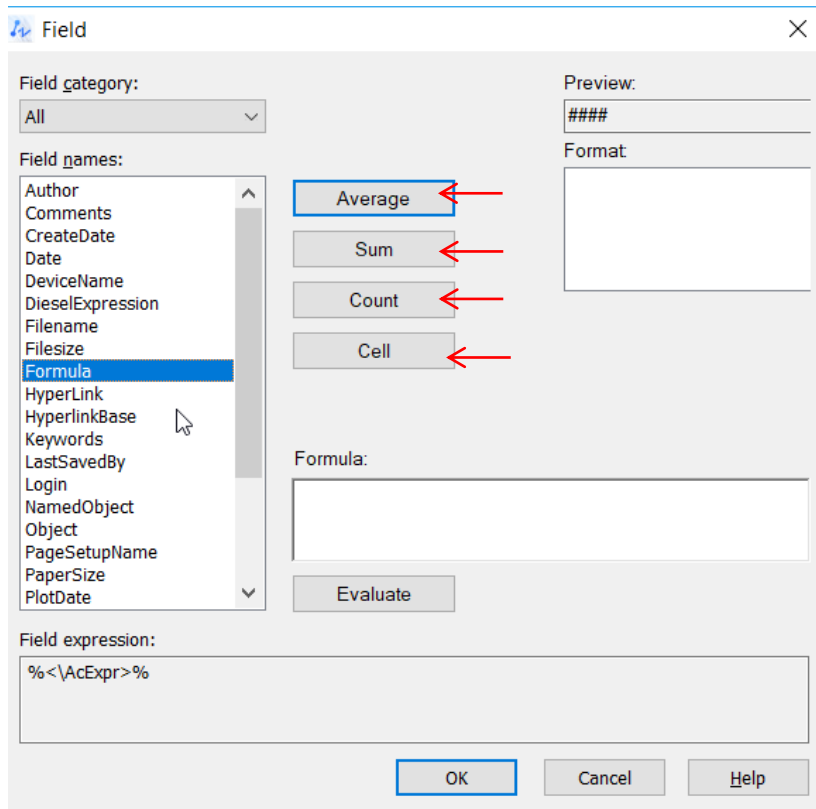 Field
Field category:
All
Field names:
Author
Comments
CreateDate
Date
DeviceName
DieselExpression
Filename
Filesize
Formula
HyperLink
HyperlinkBase
Keywords
LastSavedBy
Login
NamedObject
Object
PageSetupName
PaperSize
PlotDate
Average
Sum
Count
Cell
Preview:
####
Format:
Formula:
Evaluate
Field expression:
%<\AcExpr>%
OK
Cancel
Help